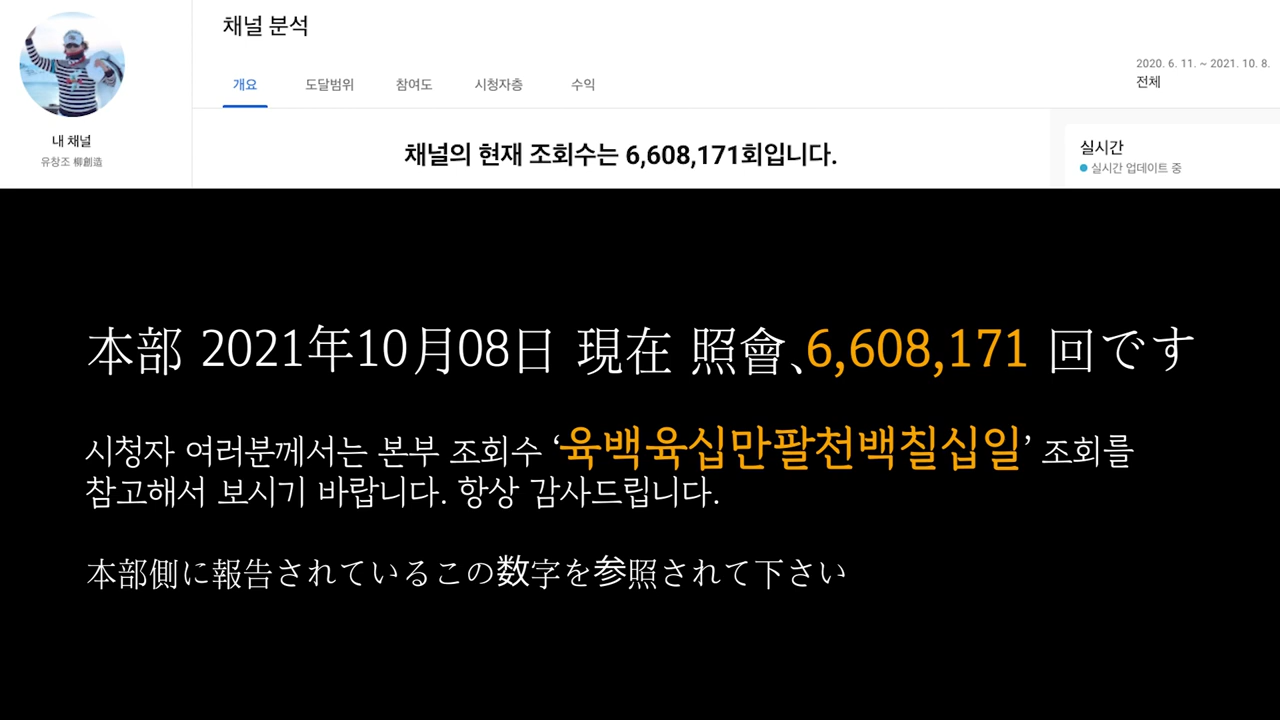 채널 분석
개요 도달범위 참여도 시청자층 수익
2020. 6. 11. ~ 2021. 10. 8.
전체
내 채널
유창조 柳創造
채널의 현재 조회수는 6,608,171회입니다.
실시간
실시간 업데이트 중
本部 2021年10月08日 現在 照會、6,608,171 回です
시청자 여러분께서는 본부 조회수 ‘육백육십만팔천백칠십일’ 조회를
참고해서 보시기 바랍니다. 항상 감사드립니다.
本部側に報告されているこの数字を参照されて下さい